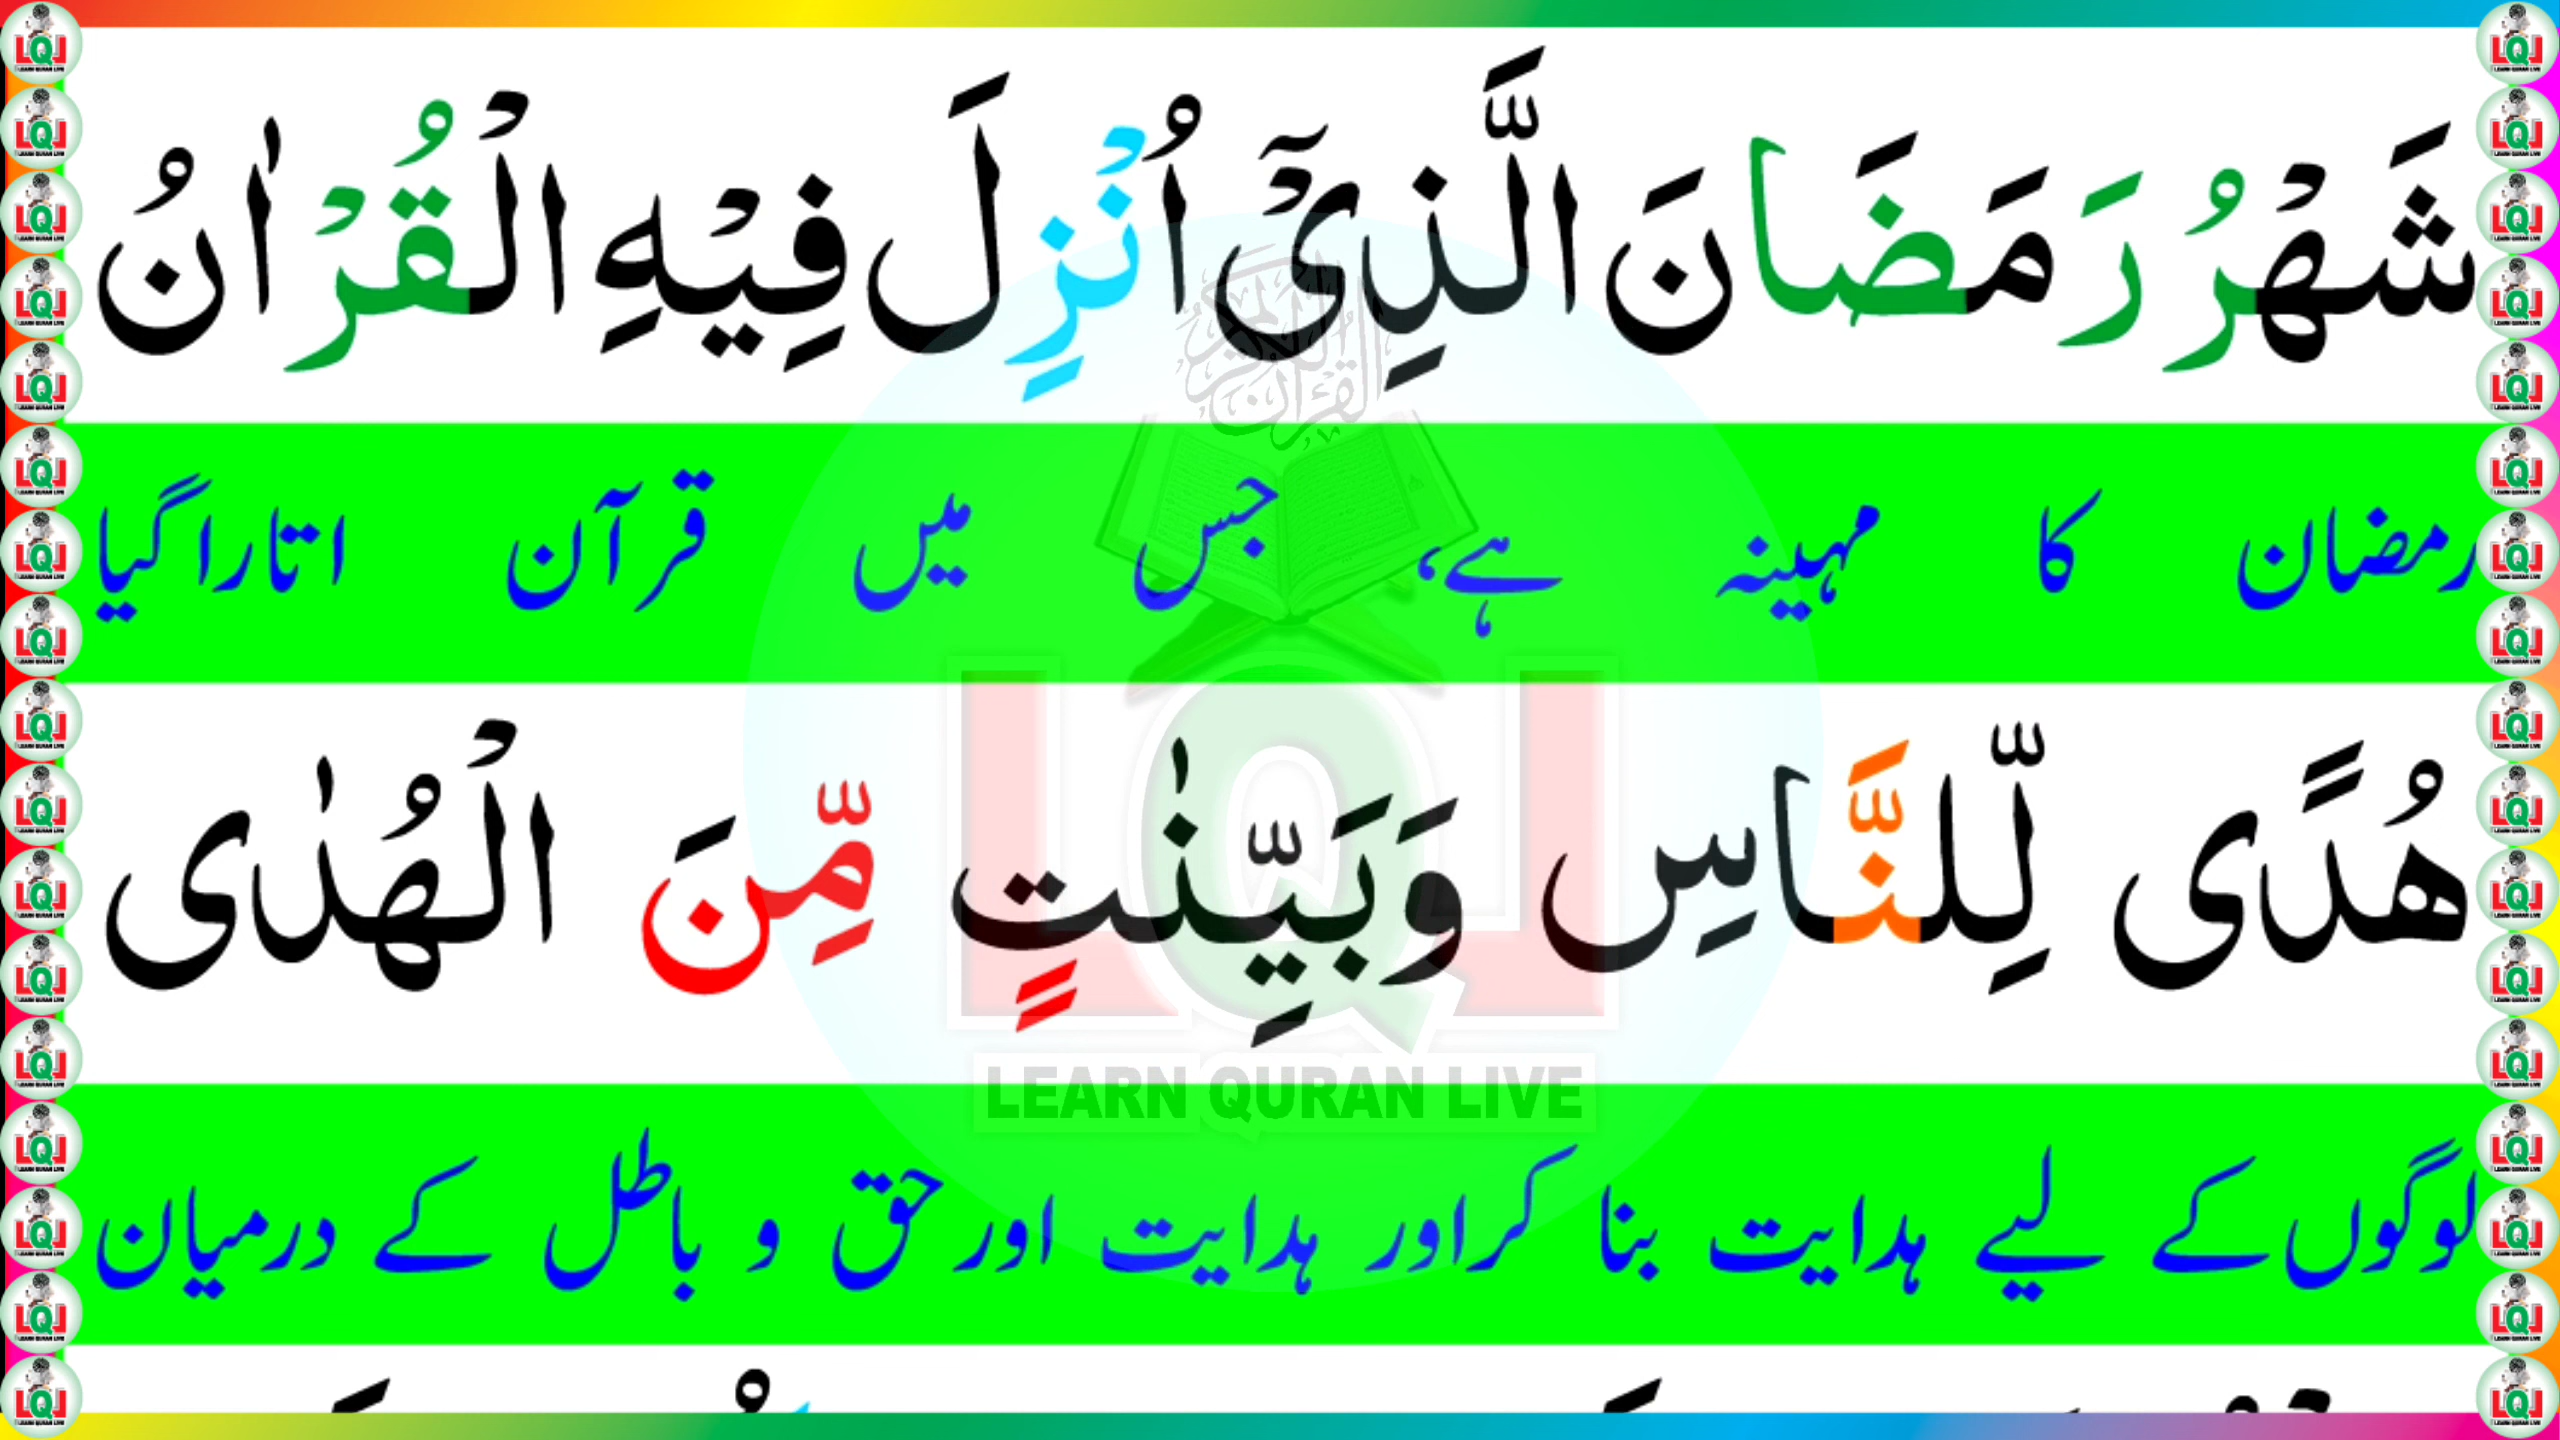 شَهْرُ رَمَضَانَ الَّذِیْۤ اُنْزِلَ فِیْهِ الْقُرْاٰنُ
رمضان کا مہینہ ہے، جس میں قرآن اتارا گیا
هُدًی لِّلنَّاسِ وَبَیِّنٰتٍ مِّنَ الْهُدٰی
LQL
LEARN QURAN LIVE
لوگوں کے لیے ہدایت بنا کر اور ہدایت اور حق و باطل کے درمیان